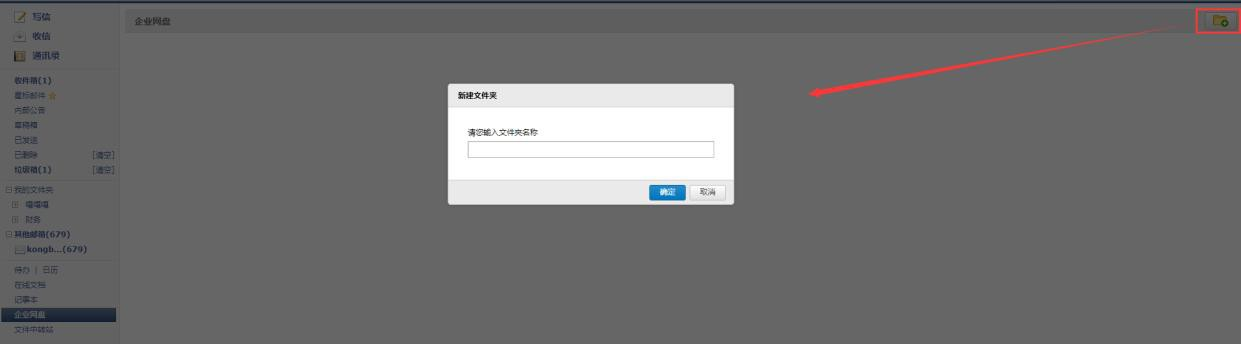 写信
收信
通讯录
收件箱(1)
星标邮件
内部公告
草稿箱
已发送
已删除 [清空]
垃圾箱(1) [清空]
我的文件夹
嘻嘻嘻
财务
其他邮箱(679)
kongb...(679)
待办 | 日历
在线文档
记事本
企业网盘
文件中转站
企业网盘
新建文件夹
请您输入文件夹名称
确定 取消